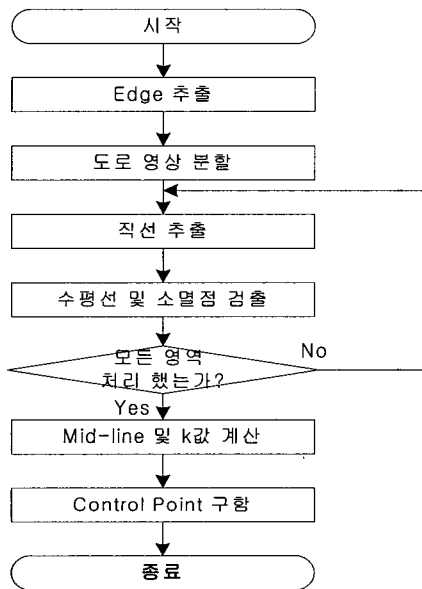 시작
Edge 추출
도로 영상 분할
직선 추출
수평선 및 소멸점 검출
모든 영역
처리 했는가?
No
Yes
Mid-line 및 k값 계산
Control Point 구함
종료